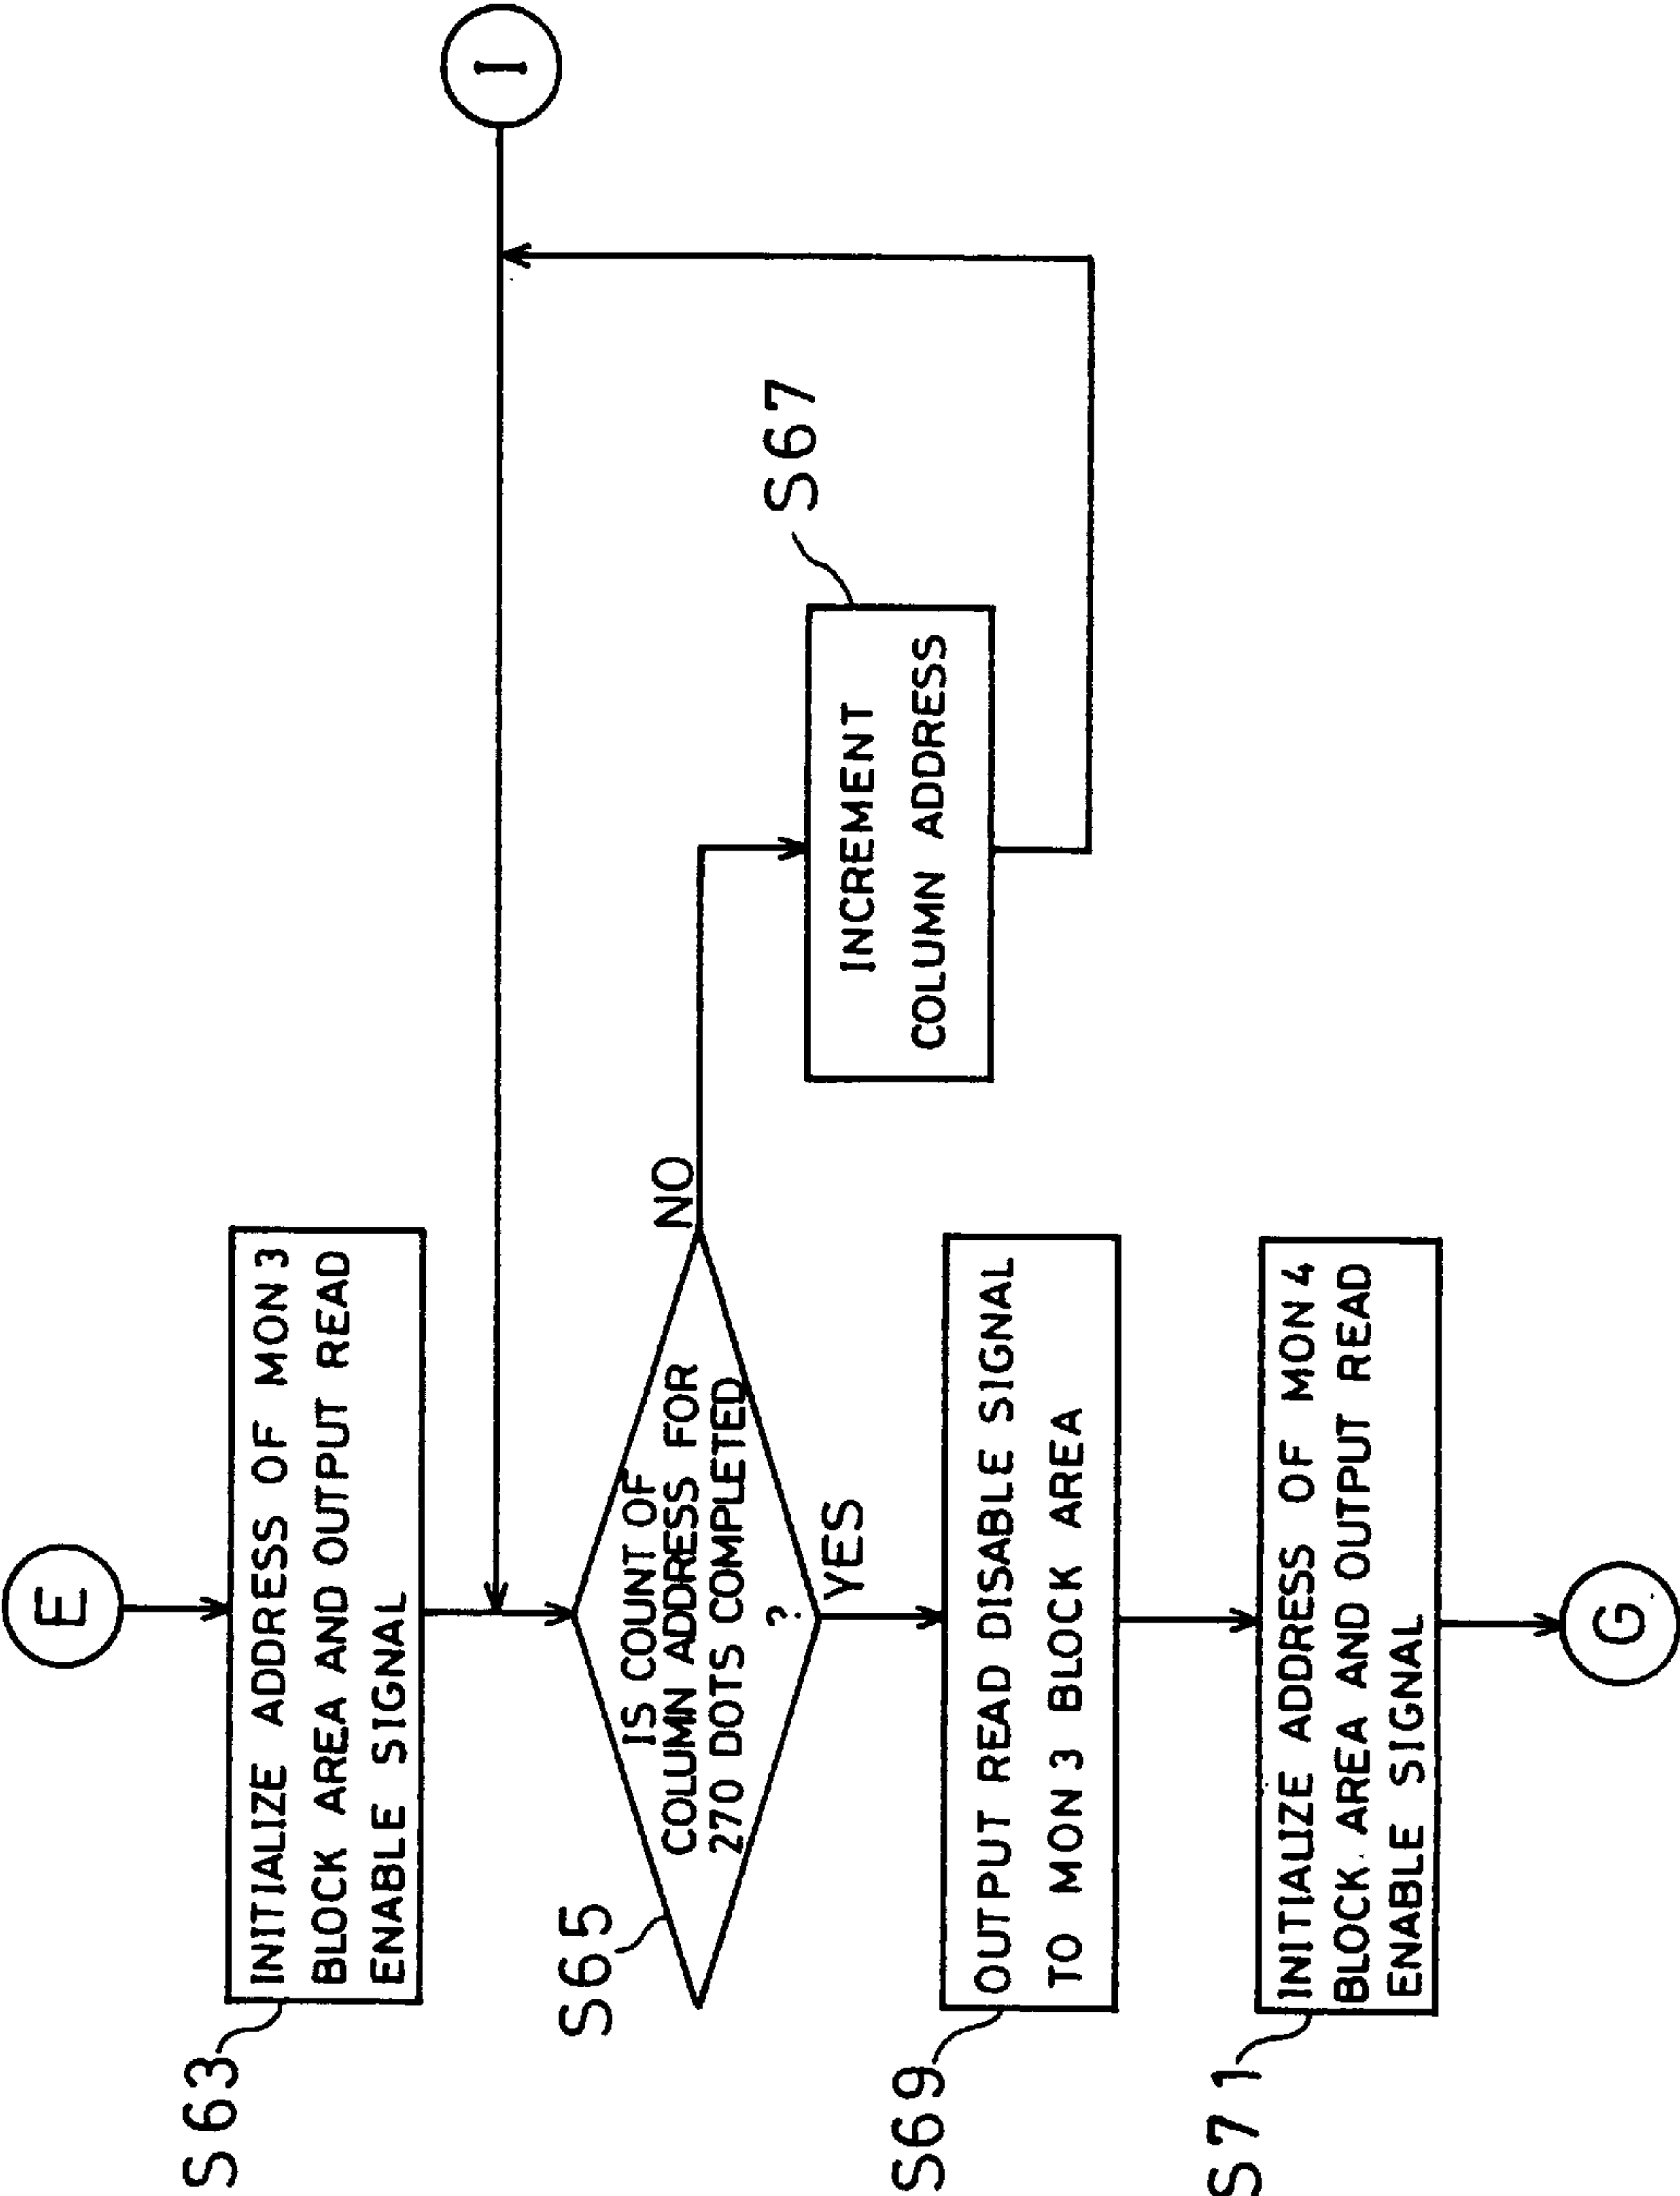 E
S63
INITIALIZE ADDRESS OF MON 3
BLOCK AREA AND OUTPUT READ
ENABLE SIGNAL
I
S65
IS COUNT OF
COLUMN ADDRESS FOR
270 DOTS COMPLETED
?
NO
YES
S67
INCREMENT
COLUMN ADDRESS
S69
OUTPUT READ DISABLE SIGNAL
TO MON 3 BLOCK AREA
S71
INITIALIZE ADDRESS OF MON 4
BLOCK AREA AND OUTPUT READ
ENABLE SIGNAL
G